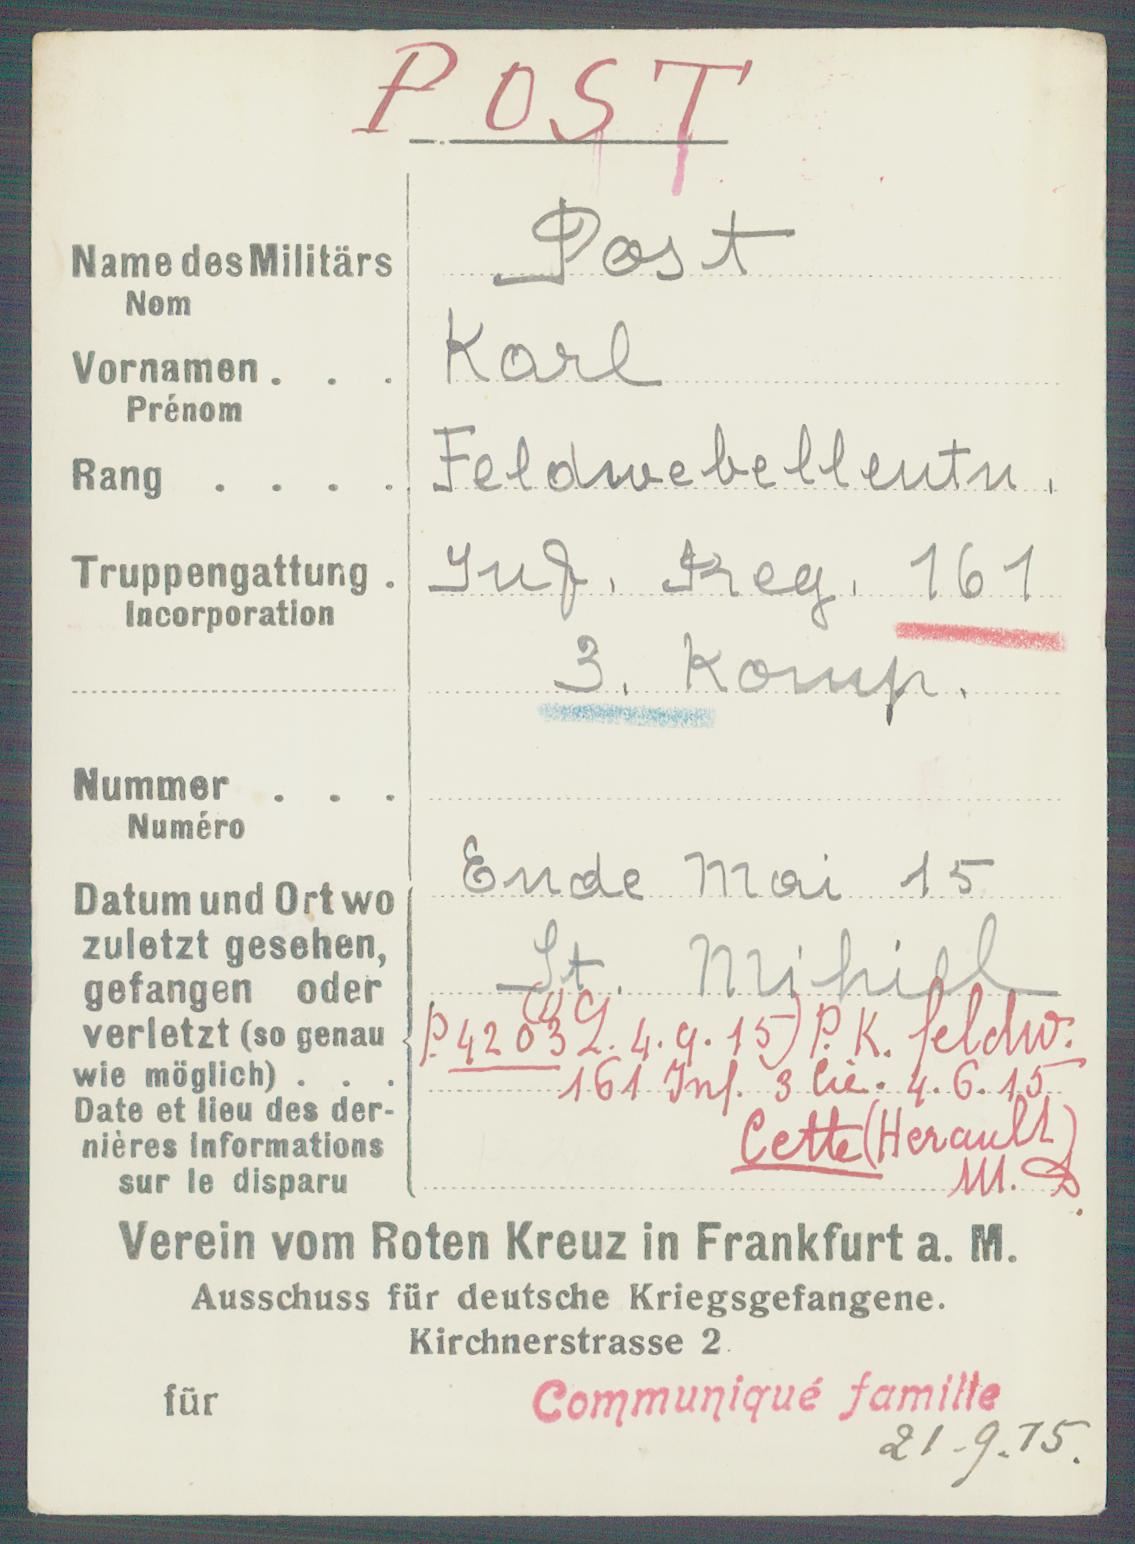 POST
Name des Militärs Post
Nom
Vornamen . . . Karl
Prénom
Rang . . . . Feldwebelleutn.
Truppengattung . Inf. Reg. 161
Incorporation
3. Komp.
Nummer . . .
Numéro
Ende Mai 15
Datum und Ort wo
zuletzt gesehen, St. Mihiel
gefangen oder
verletzt (so genau P. 4203 4.9.15) P. K. feldw.
wie möglich) . . . 161 Inf. 3 Cie. 4.6.15
Date et lieu des der-
nières informations Cette (Herault)
sur le disparu M. D.
Verein vom Roten Kreuz in Frankfurt a. M.
Ausschuss für deutsche Kriegsgefangene.
Kirchnerstrasse 2.
für Communiqué famille
21-9.15.